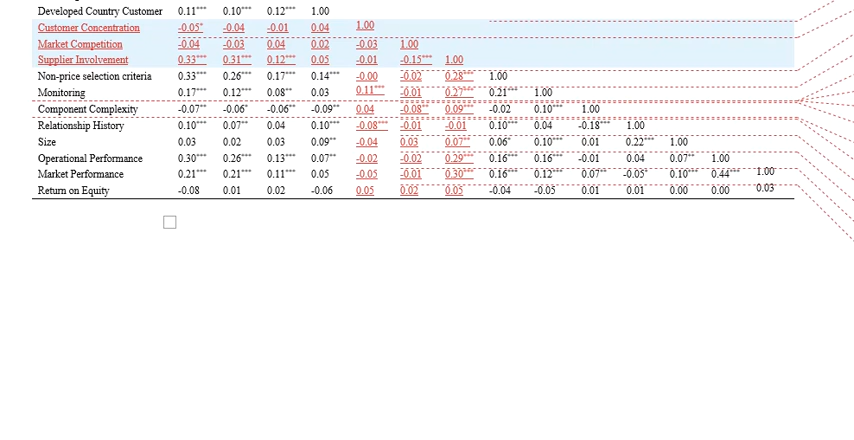 Developed Country Customer 0.11*** 0.10*** 0.12*** 1.00
Customer Concentration -0.05* -0.04 -0.01 0.04 1.00
Market Competition -0.04 -0.03 0.04 0.02 -0.03 1.00
Supplier Involvement 0.33*** 0.31*** 0.12*** 0.05 -0.01 -0.15*** 1.00
Non-price selection criteria 0.33*** 0.26*** 0.17*** 0.14*** -0.00 -0.02 0.28*** 1.00
Monitoring 0.17*** 0.12*** 0.08** 0.03 0.11*** -0.01 0.27*** 0.21*** 1.00
Component Complexity -0.07** -0.06* -0.06** -0.09** 0.04 -0.08** 0.09*** -0.02 0.10*** 1.00
Relationship History 0.10*** 0.07** 0.04 0.10*** -0.08*** -0.01 -0.01 0.10*** 0.04 -0.18*** 1.00
Size 0.03 0.02 0.03 0.09** -0.04 0.03 0.07** 0.06* 0.10*** 0.01 0.22*** 1.00
Operational Performance 0.30*** 0.26*** 0.13*** 0.07** -0.02 -0.02 0.29*** 0.16*** 0.16*** -0.01 0.04 0.07** 1.00
Market Performance 0.21*** 0.21*** 0.11*** 0.05 -0.05 -0.01 0.30*** 0.16*** 0.12*** 0.07** -0.05* 0.10*** 0.44*** 1.00
Return on Equity -0.08 0.01 0.02 -0.06 0.05 0.02 0.05 -0.04 -0.05 0.01 0.01 0.00 0.00 0.03